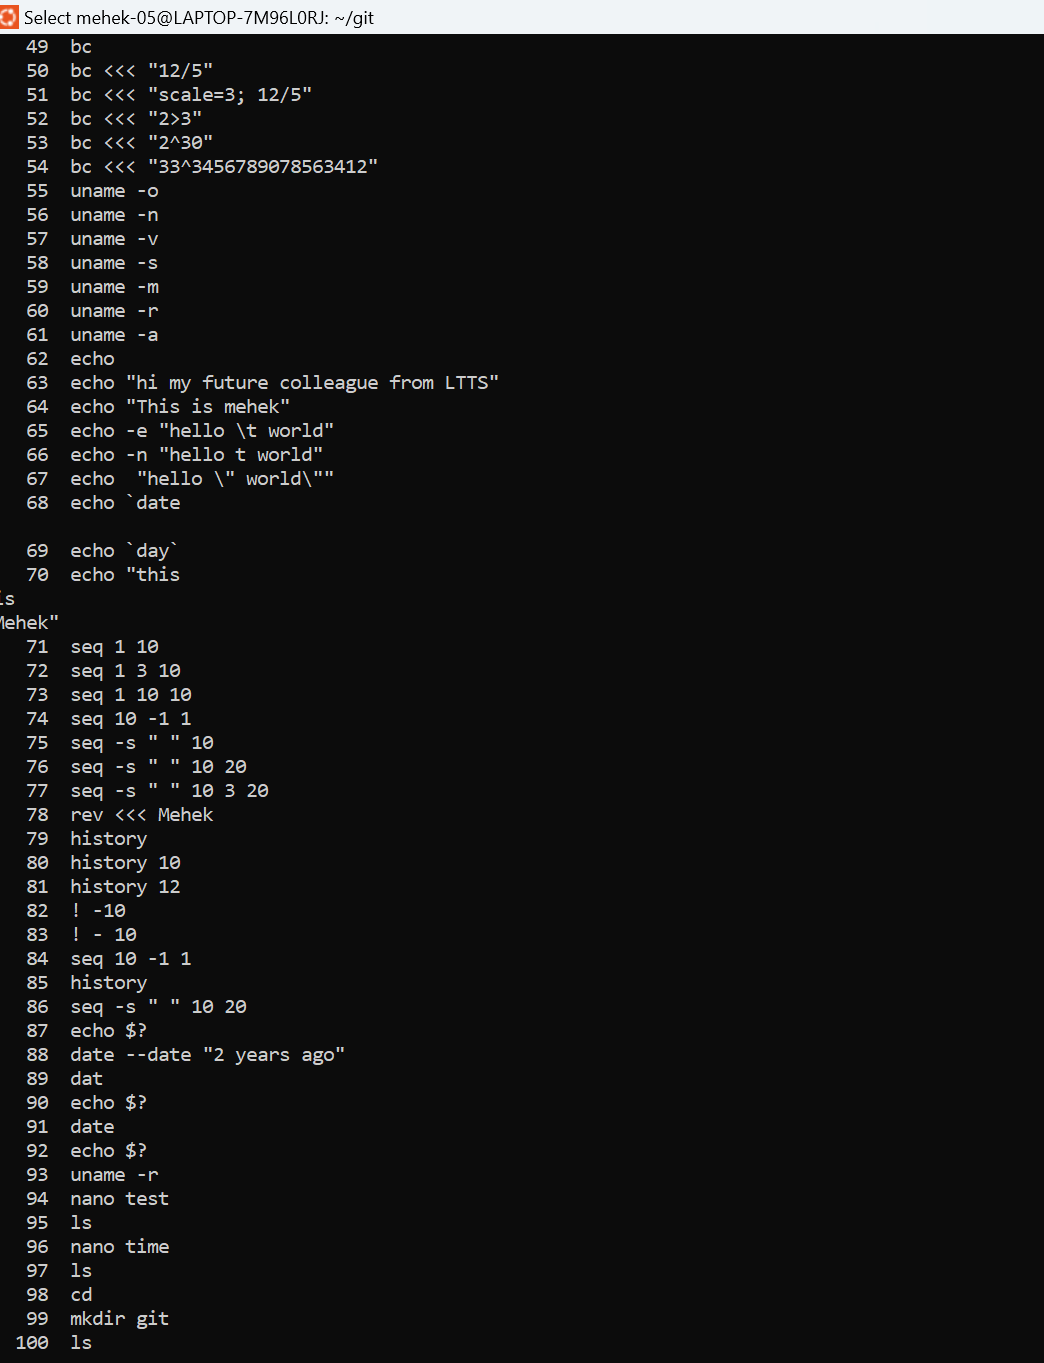 Select mehek-05@LAPTOP-7M96L0RJ: ~/git
49 bc
50 bc <<< "12/5"
51 bc <<< "scale=3; 12/5"
52 bc <<< "2>3"
53 bc <<< "2^30"
54 bc <<< "33^3456789078563412"
55 uname -o
56 uname -n
57 uname -v
58 uname -s
59 uname -m
60 uname -r
61 uname -a
62 echo
63 echo "hi my future colleague from LTTS"
64 echo "This is mehek"
65 echo -e "hello \t world"
66 echo -n "hello t world"
67 echo  "hello \" world\""
68 echo `date
69 echo `day`
70 echo "this
is
Mehek"
71 seq 1 10
72 seq 1 3 10
73 seq 1 10 10
74 seq 10 -1 1
75 seq -s " " 10
76 seq -s " " 10 20
77 seq -s " " 10 3 20
78 rev <<< Mehek
79 history
80 history 10
81 history 12
82 ! -10
83 ! - 10
84 seq 10 -1 1
85 history
86 seq -s " " 10 20
87 echo $?
88 date --date "2 years ago"
89 dat
90 echo $?
91 date
92 echo $?
93 uname -r
94 nano test
95 ls
96 nano time
97 ls
98 cd
99 mkdir git
100 ls